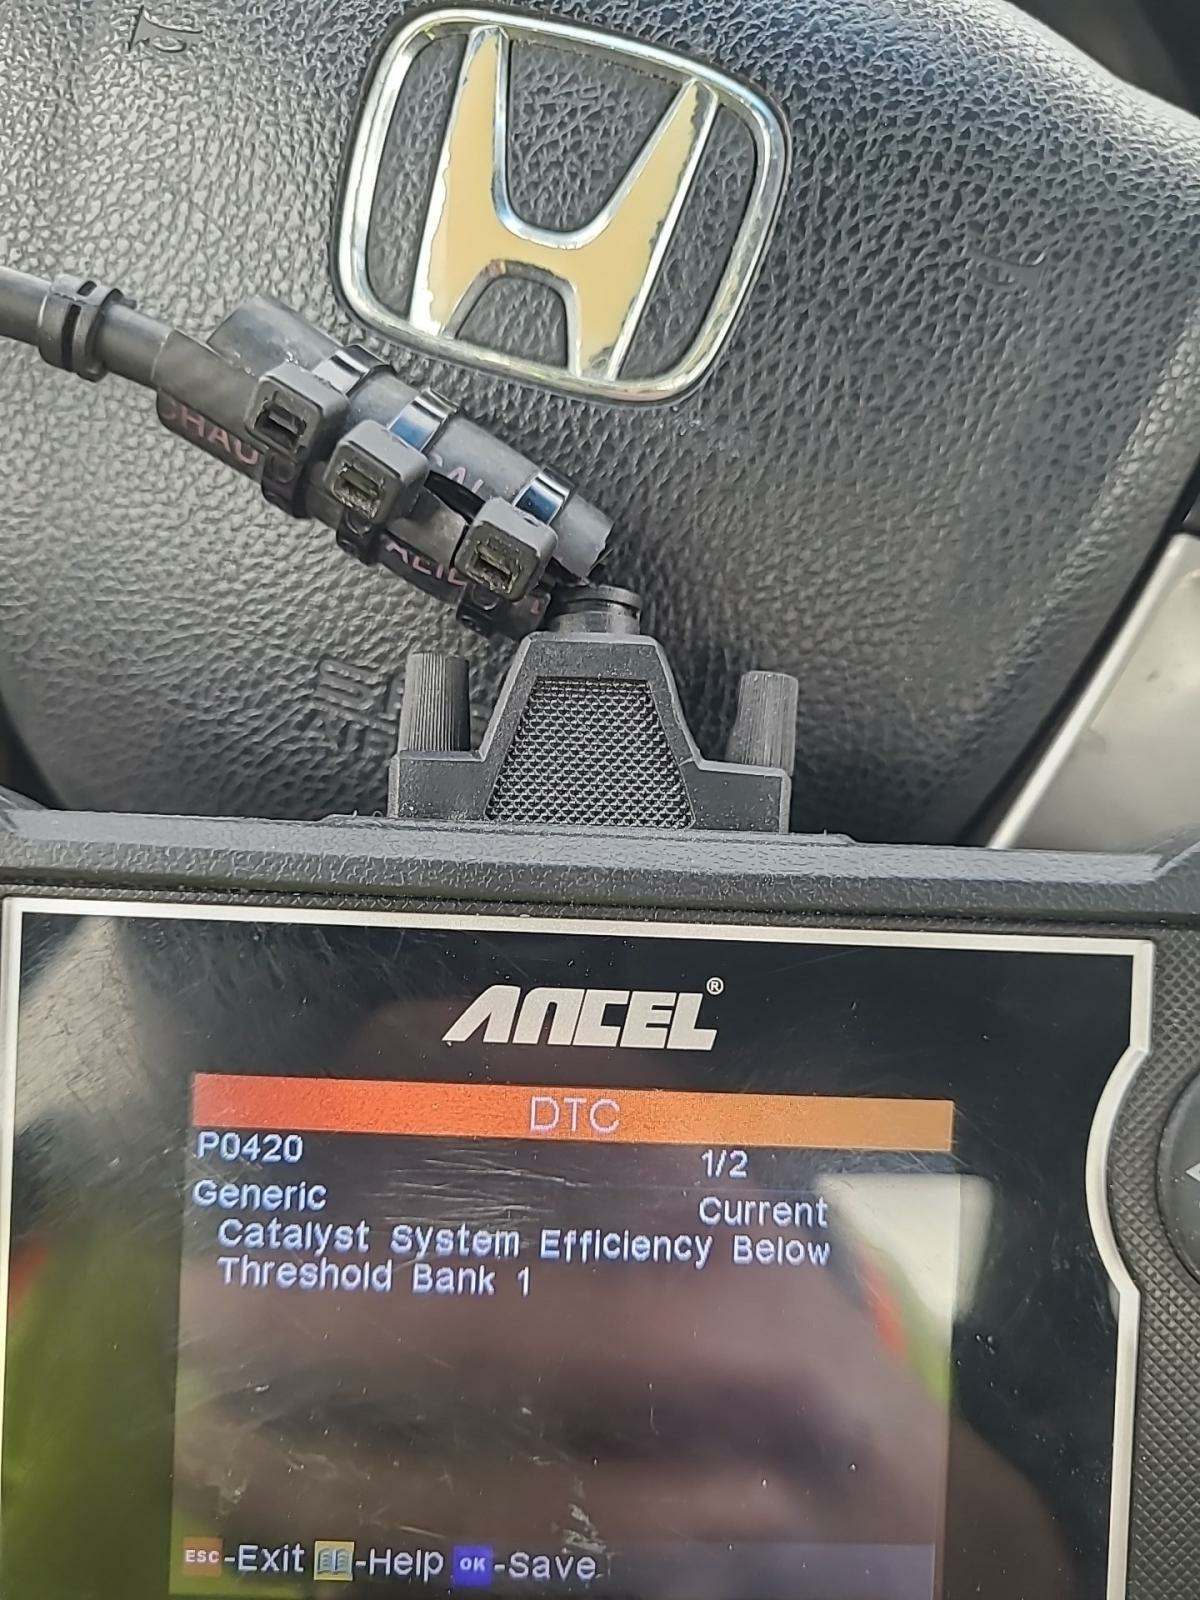 ANCEL®
DTC
P0420
1/2
Generic
Current
Catalyst System Efficiency Below
Threshold Bank 1
ESC-Exit -Help OK-Save